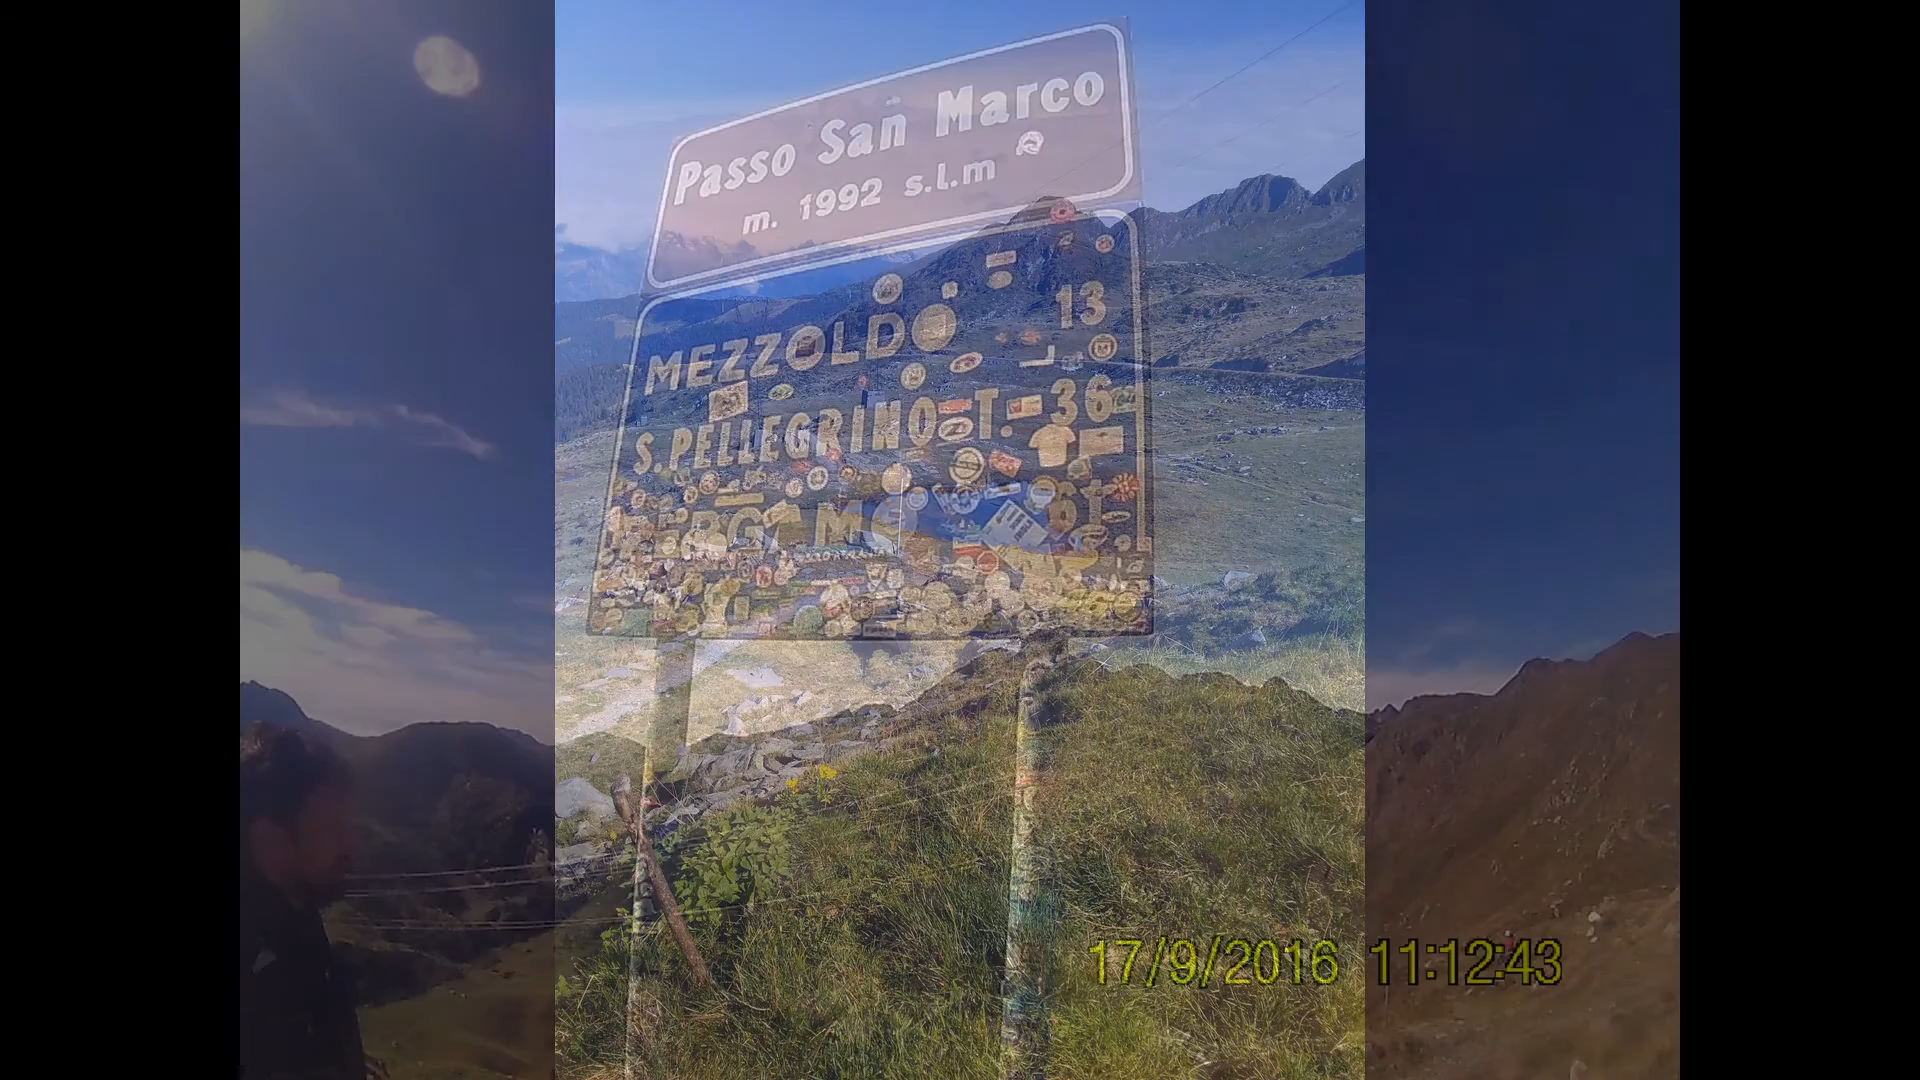 Passo San Marco
m. 1992 s.l.m
MEZZOLDO 13
S. PELLEGRINO T. 36
17/9/2016 11:12:43